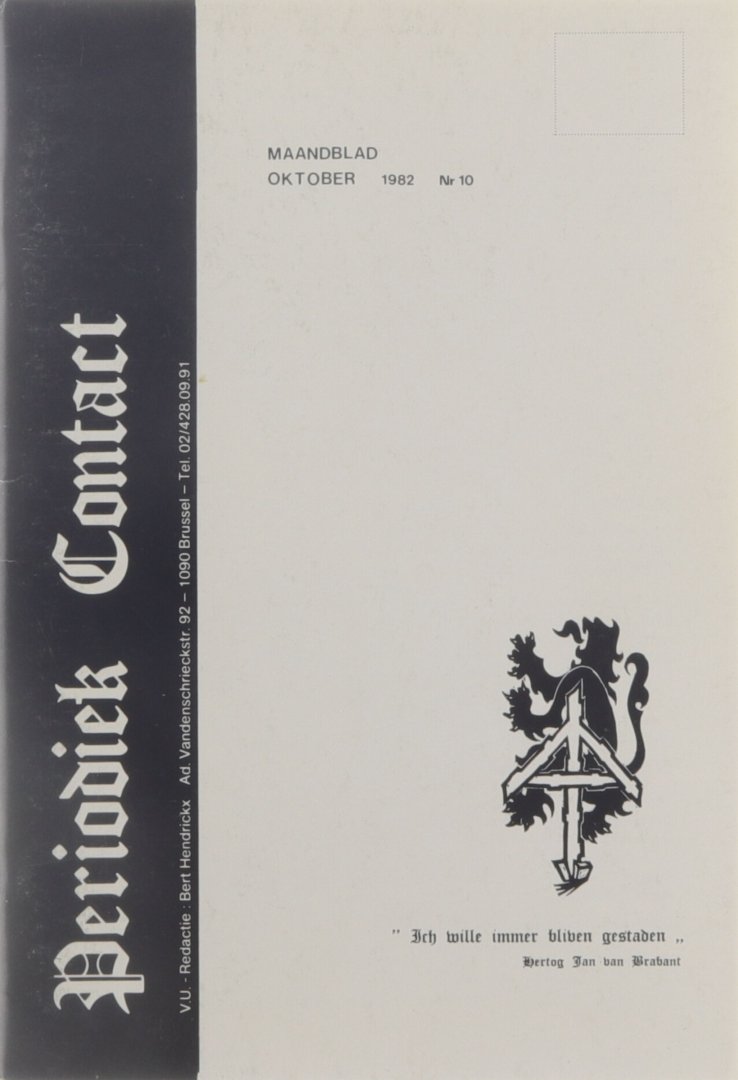 MAANDBLAD
OKTOBER 1982 Nr 10
Periodiek Contact
V.U. - Redactie : Bert Hendrickx Ad. Vandenschrieckstr. 92 – 1090 Brussel – Tel. 02/428.09.91
" Ich wille immer bliven gestaden „
Hertog Jan van Brabant